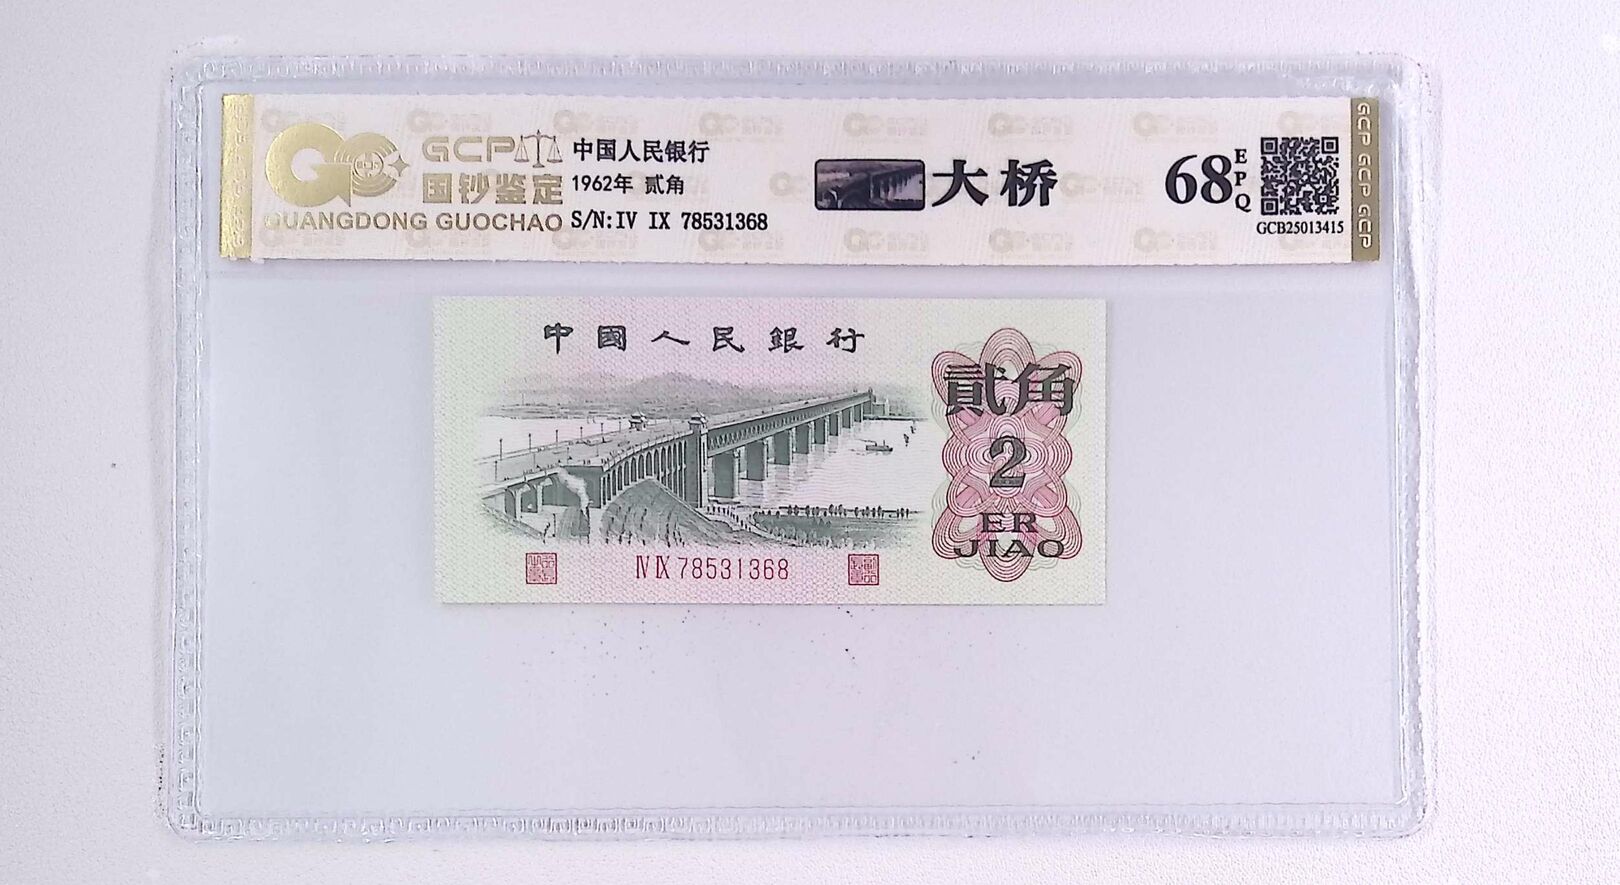 GCP
国钞鉴定
GUANGDONG GUOCHAO
中国人民银行
1962年 贰角
S/N:IV IX 78531368
大桥
68 EPQ
GCB25013415
GCP GCP GCP
中國人民銀行
貳角
2
ER
JIAO
IV IX 78531368